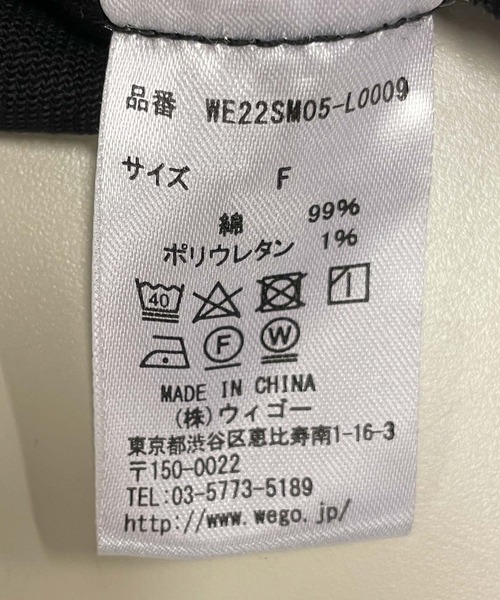 品番 WE22SM05-L0009
サイズ F
綿 99%
ポリウレタン 1%
40
F W
MADE IN CHINA
(株)ウィゴー
東京都渋谷区恵比寿南1-16-3
〒150-0022
TEL:03-5773-5189
http://www.wego.jp/